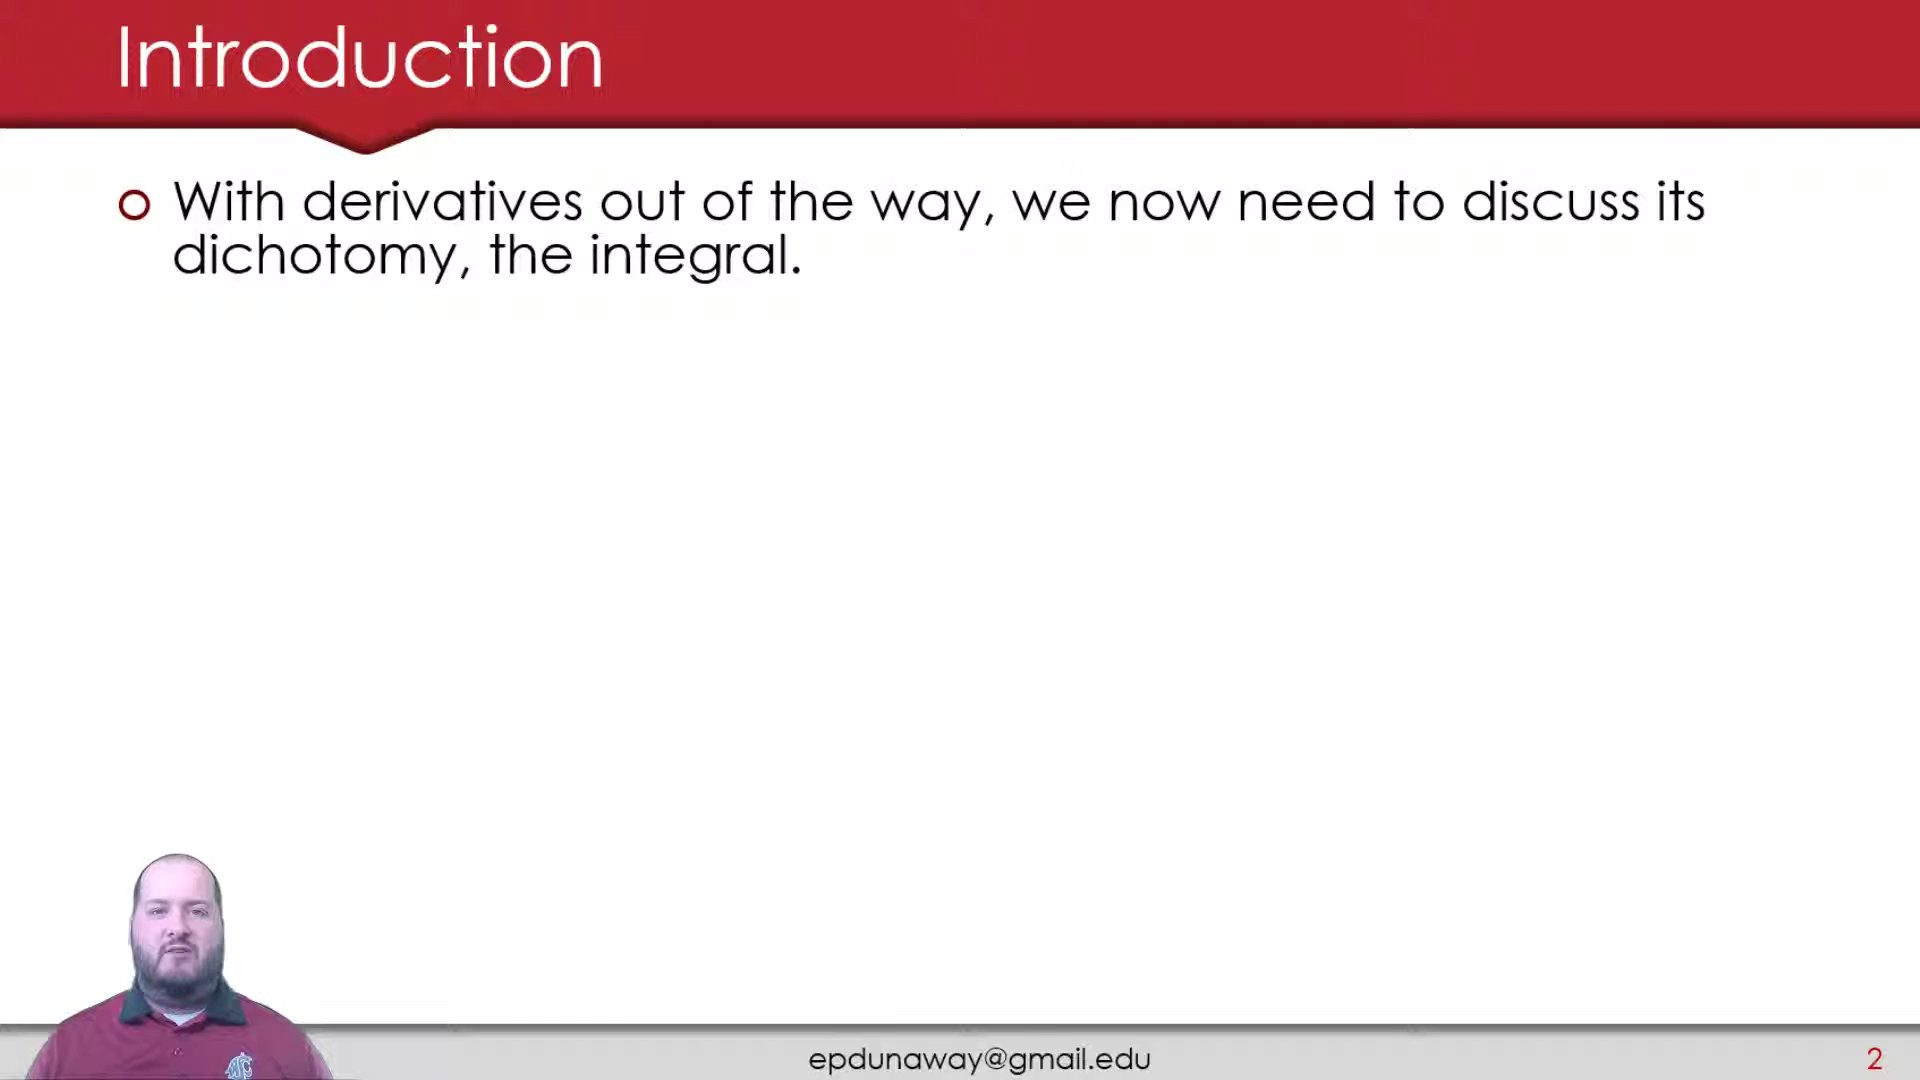 Introduction
With derivatives out of the way, we now need to discuss its
dichotomy, the integral.
epdunaway@gmail.edu
2